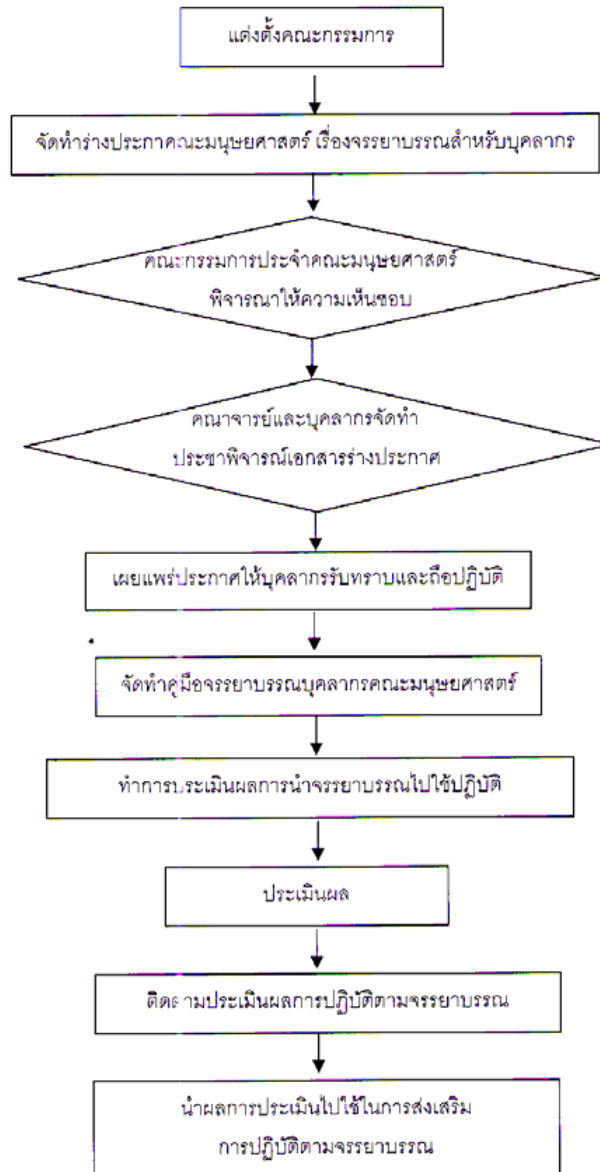 แต่งตั้งคณะกรรมการ
จัดทำร่างประกาศคณะมนุษยศาสตร์ เรื่องจรรยาบรรณสำหรับบุคลากร
คณะกรรมการประจำคณะมนุษยศาสตร์
พิจารณาให้ความเห็นชอบ
คณาจารย์และบุคลากรจัดทำ
ประชาพิจารณ์เอกสารร่างประกาศ
เผยแพร่ประกาศให้บุคลากรรับทราบและถือปฏิบัติ
จัดทำคู่มือจรรยาบรรณบุคลากรคณะมนุษยศาสตร์
ทำการประเมินผลการนำจรรยาบรรณไปใช้ปฏิบัติ
ประเมินผล
ติดตามประเมินผลการปฏิบัติตามจรรยาบรรณ
นำผลการประเมินไปใช้ในการส่งเสริม
การปฏิบัติตามจรรยาบรรณ